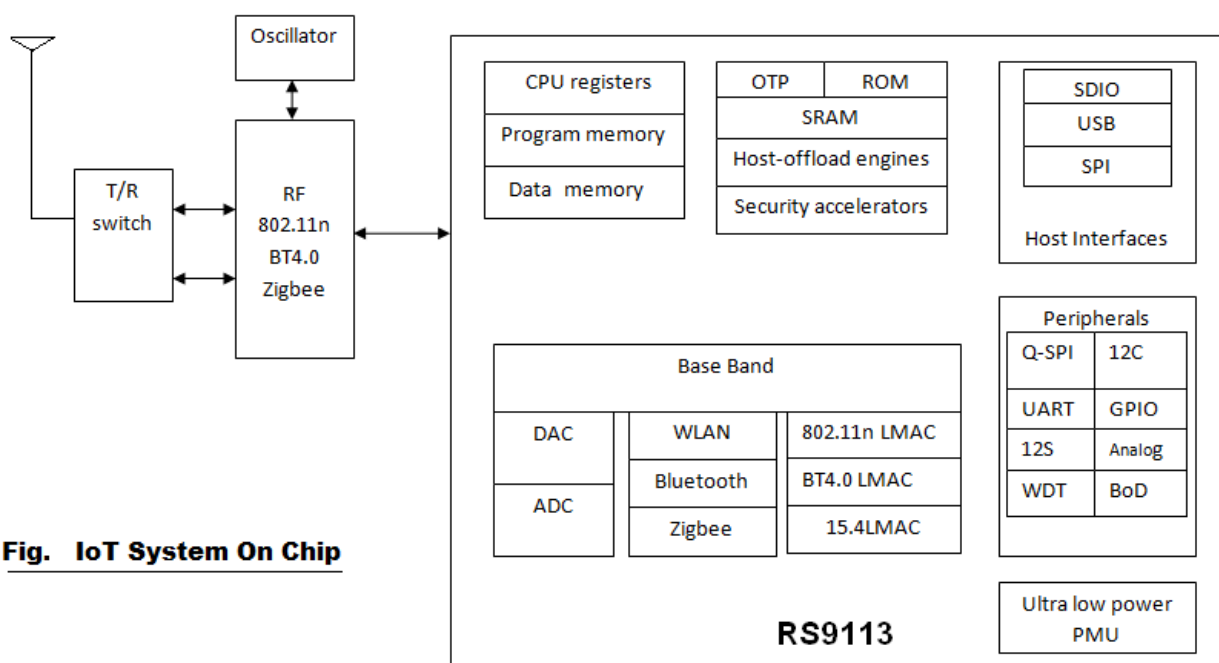 Oscillator
T/R
switch
RF
802.11n
BT4.0
Zigbee
CPU registers
Program memory
Data memory
OTP ROM
SRAM
Host-offload engines
Security accelerators
SDIO
USB
SPI
Host Interfaces
Base Band
DAC
ADC
WLAN
Bluetooth
Zigbee
802.11n LMAC
BT4.0 LMAC
15.4LMAC
Peripherals
Q-SPI 12C
UART GPIO
12S Analog
WDT BoD
Ultra low power
PMU
RS9113
Fig. IoT System On Chip